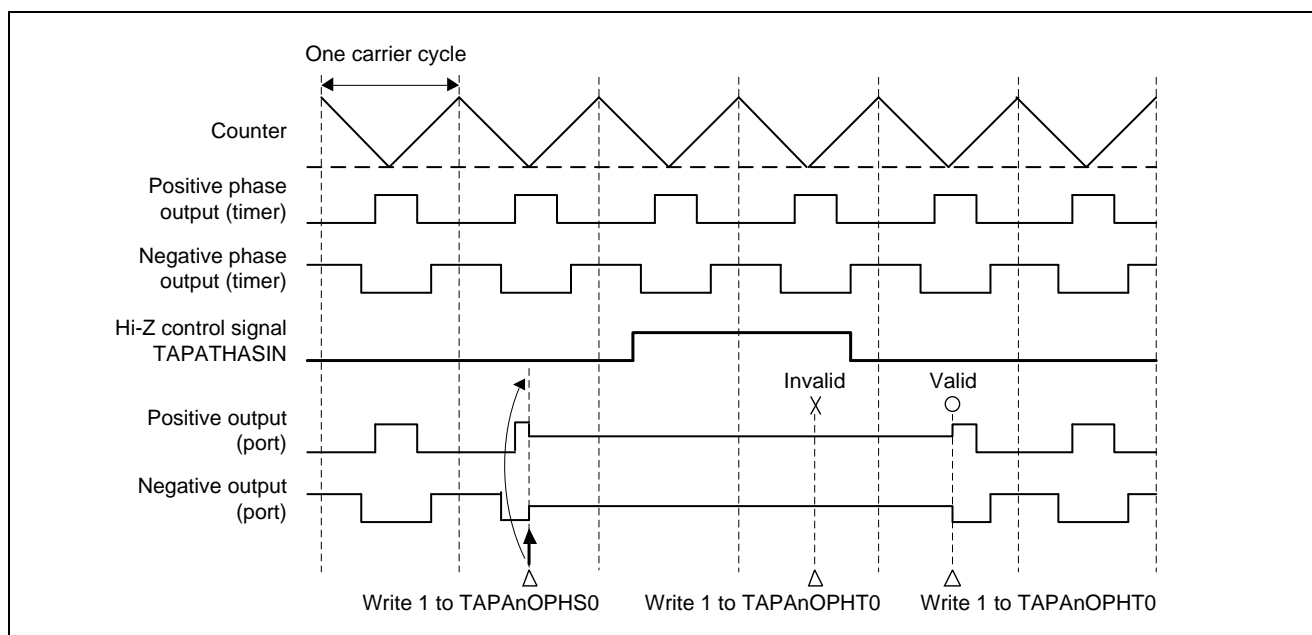 One carrier cycle
Counter
Positive phase
output (timer)
Negative phase
output (timer)
Hi-Z control signal
TAPATHASIN
Invalid
Valid
X
Positive output
(port)
Negative output
(port)
Write 1 to TAPAnOPHS0
Write 1 to TAPAnOPHT0
Write 1 to TAPAnOPHT0